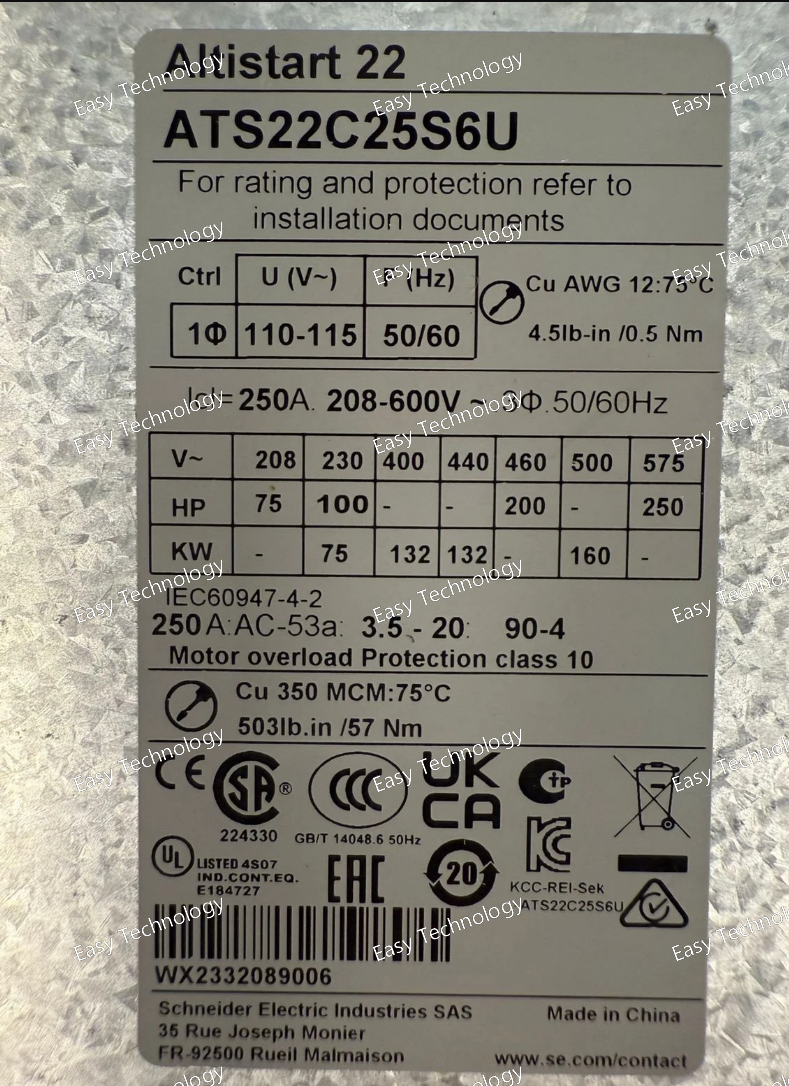 Altistart 22
ATS22C25S6U
For rating and protection refer to
installation documents
Ctrl U (V~) F (Hz)
1Φ 110-115 50/60
Cu AWG 12:75°C
4.5lb-in /0.5 Nm
Icl= 250A. 208-600V ~ 3Φ.50/60Hz
V~ 208 230 400 440 460 500 575
HP 75 100 - - 200 - 250
KW - 75 132 132 - 160 -
IEC60947-4-2
250A:AC-53a: 3.5 - 20: 90-4
Motor overload Protection class 10
Cu 350 MCM:75°C
503lb.in /57 Nm
CE
SA ®
CCC
UK
CA
224330
GB/T 14048.6 50Hz
UL
LISTED 4S07
IND.CONT.EQ.
E184727
EAC
20
KCC-REI-Sek
ATS22C25S6U
WX2332089006
Schneider Electric Industries SAS
Made in China
35 Rue Joseph Monier
FR-92500 Rueil Malmaison
www.se.com/contact
Easy Technology